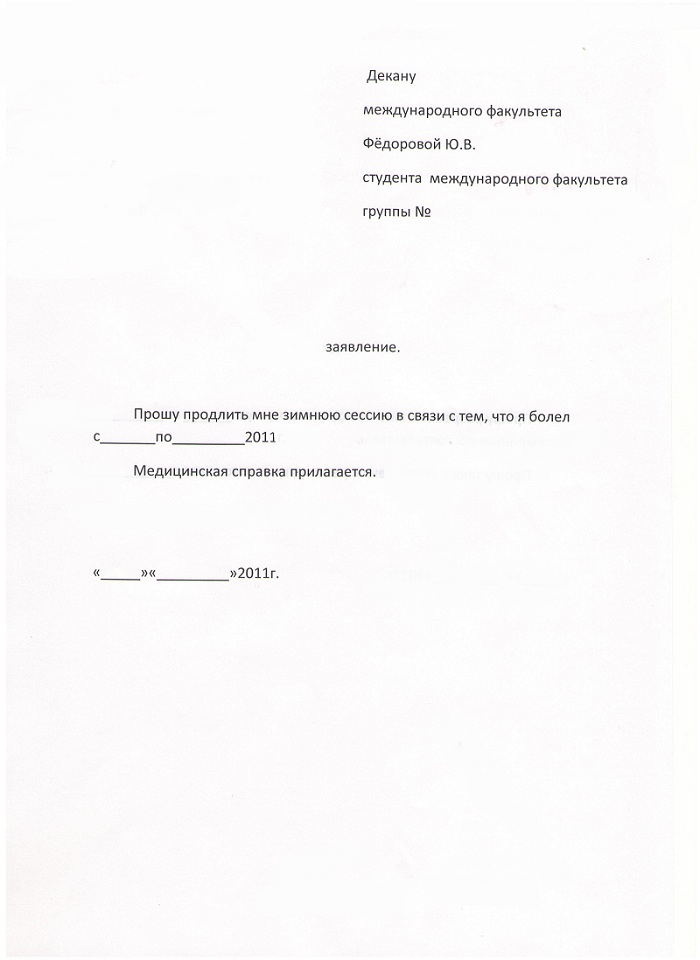 Декану
международного факультета
Фёдоровой Ю.В.
студента международного факультета
группы №
заявление.
Прошу продлить мне зимнюю сессию в связи с тем, что я болел
с_______по_________2011
Медицинская справка прилагается.
«_____»«_________»2011г.